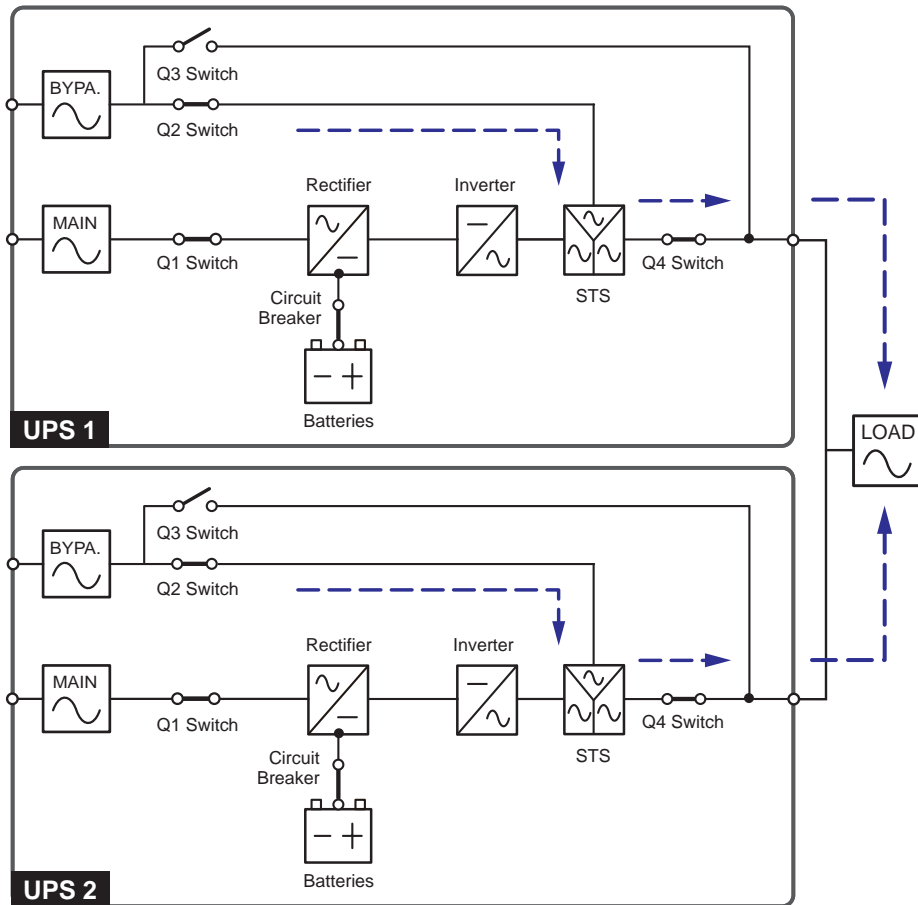 Q3 Switch
BYPA.
Q2 Switch
Rectifier
Inverter
MAIN
Q1 Switch
Q4 Switch
STS
Circuit
Breaker
Batteries
UPS 1
LOAD
Q3 Switch
BYPA.
Q2 Switch
Rectifier
Inverter
MAIN
Q1 Switch
Q4 Switch
STS
Circuit
Breaker
Batteries
UPS 2